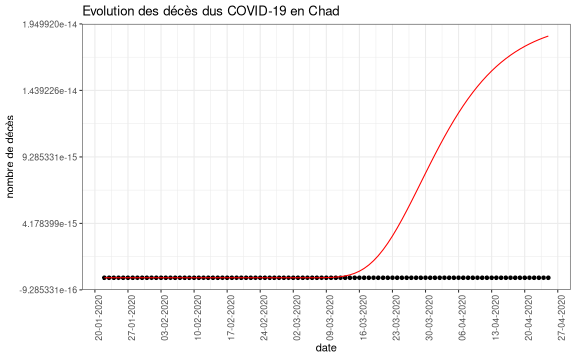 Evolution des décès dus COVID-19 en Chad
nombre de décès
1.949920e-14
1.439226e-14
9.285331e-15
4.178399e-15
-9.285331e-16
20-01-2020
27-01-2020
03-02-2020
10-02-2020
17-02-2020
24-02-2020
02-03-2020
09-03-2020
16-03-2020
23-03-2020
30-03-2020
06-04-2020
13-04-2020
20-04-2020
27-04-2020
date